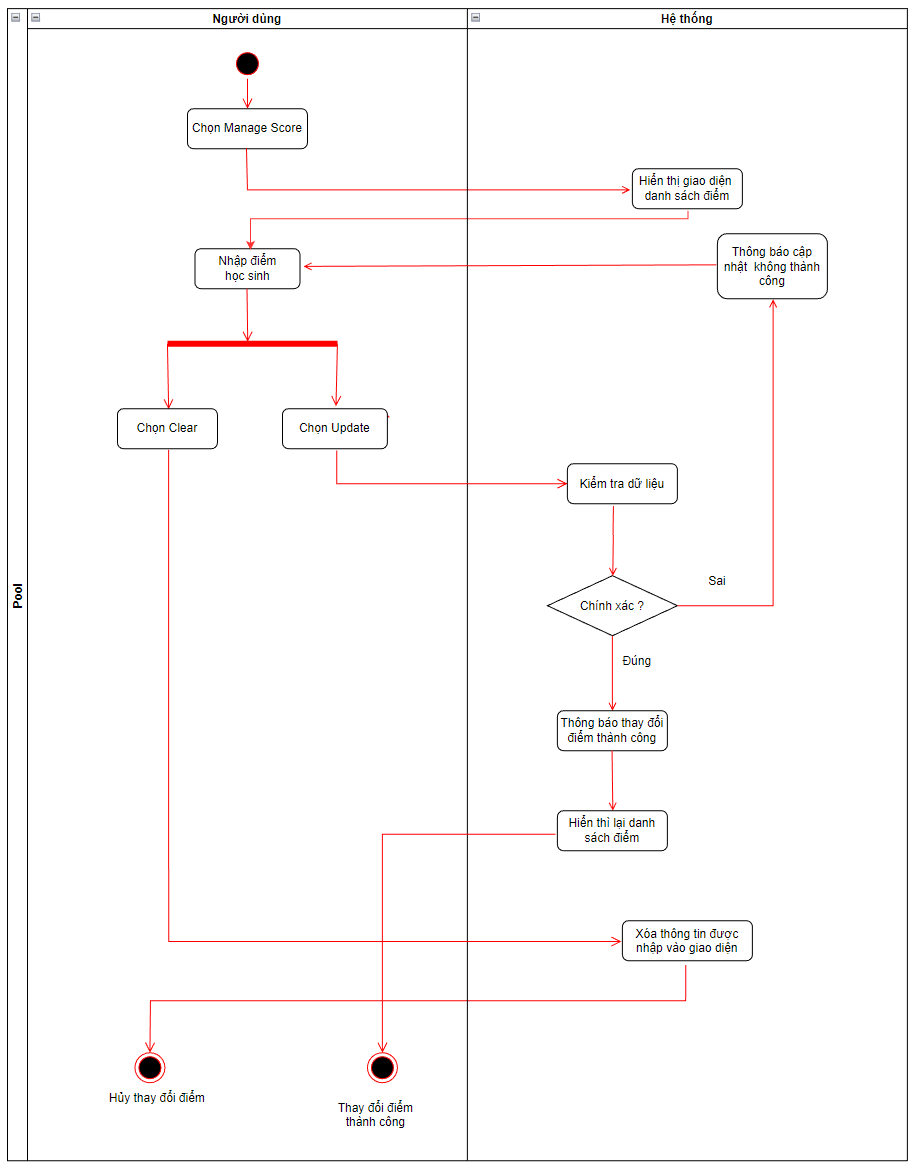 Người dùng
Hệ thống
Pool
Chọn Manage Score
Hiển thị giao diện
danh sách điểm
Nhập điểm
học sinh
Thông báo cập
nhật không thành
công
Chọn Clear
Chọn Update
Kiểm tra dữ liệu
Chính xác ?
Sai
Đúng
Thông báo thay đổi
điểm thành công
Hiển thì lại danh
sách điểm
Xóa thông tin được
nhập vào giao diện
Hủy thay đổi điểm
Thay đổi điểm
thành công